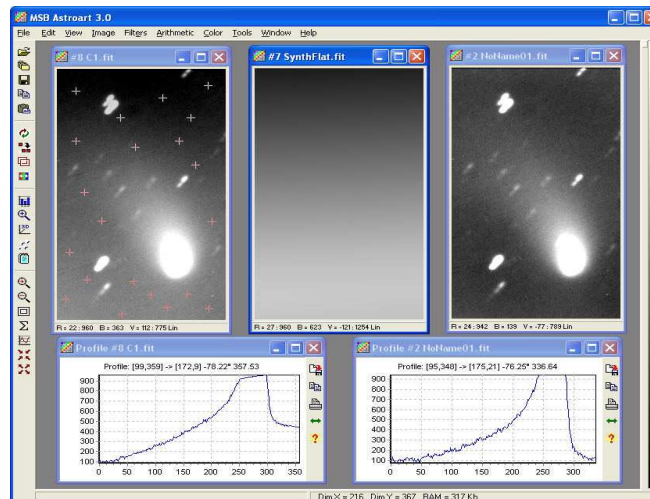 MSB Astroart 3.0
File Edit View Image Filters Arithmetic Color Tools Window Help
#8 C1.fit
#7 SynthFlat.fit
#2 NoName01.fit
R = 22 : 960 B = 363 V = 112 : 775 Lin
R = 27 : 960 B = 623 V = -121 : 1254 Lin
R = 24 : 942 B = 139 V = -77 : 789 Lin
Profile #8 C1.fit
Profile #2 NoName01.fit
Profile: [99,359] -> [172,9] -78.22° 357.53
Profile: [95,348] -> [175,21] -76.25° 336.64
900
800
700
600
500
400
300
200
100
0 50 100 150 200 250 300 350
900
800
700
600
500
400
300
200
100
0 50 100 150 200 250 300
Dim X = 216 Dim Y = 367 RAM = 317 Kb